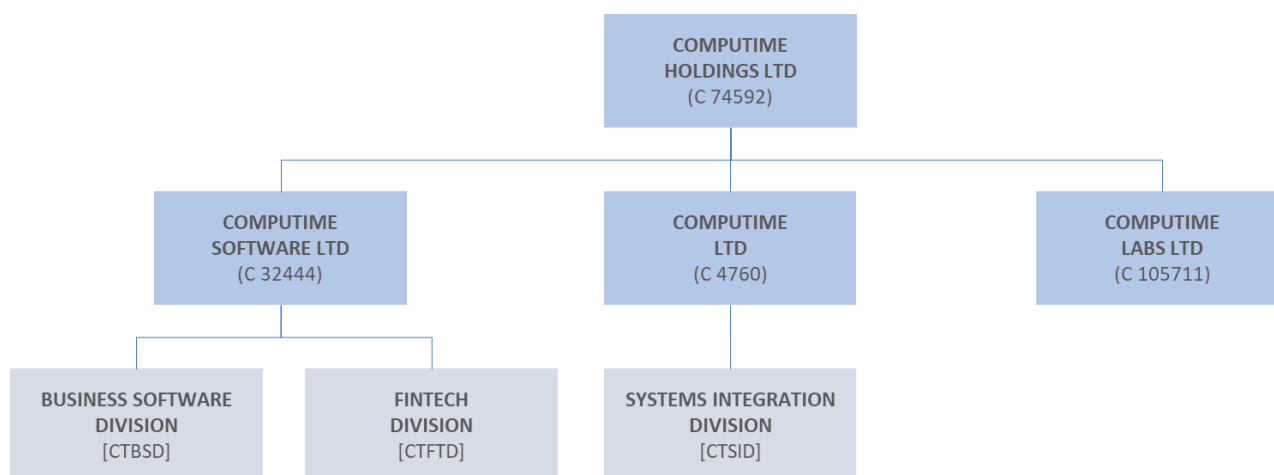 COMPUTIME
HOLDINGS LTD
(C 74592)
COMPUTIME
SOFTWARE LTD
(C 32444)
COMPUTIME
LTD
(C 4760)
COMPUTIME
LABS LTD
(C 105711)
BUSINESS SOFTWARE
DIVISION
[CTBSD]
FINTECH
DIVISION
[CTFTD]
SYSTEMS INTEGRATION
DIVISION
[CTSID]